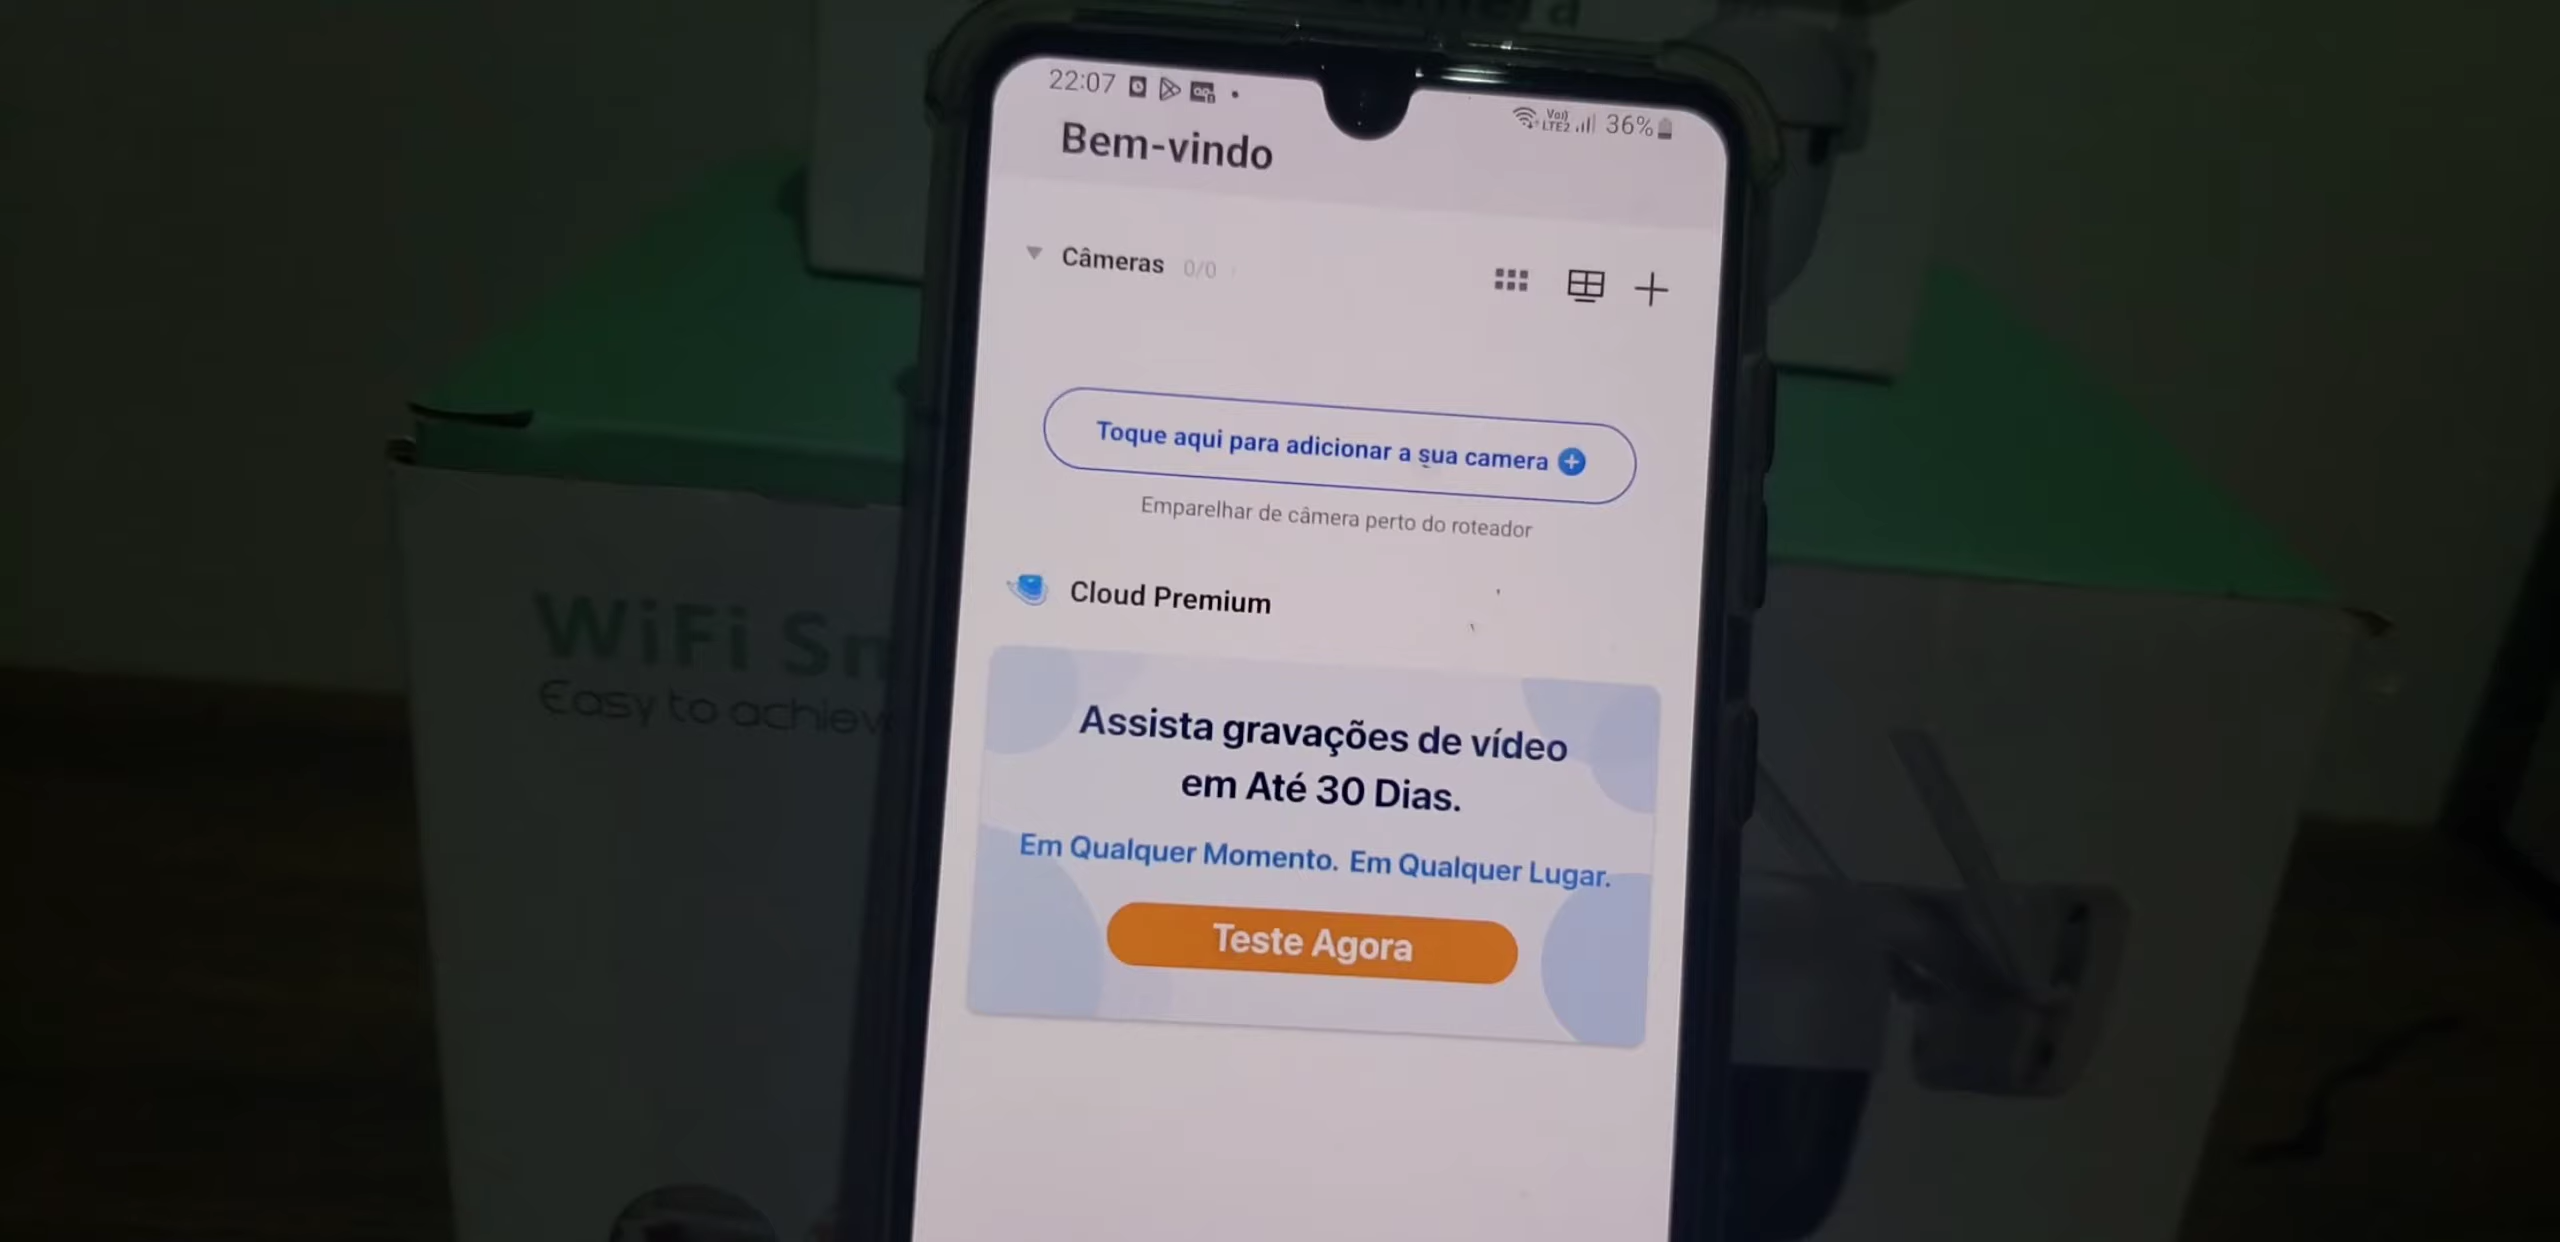 22:07
Vo)) LTE2 36%
Bem-vindo
Câmeras 0/0
Toque aqui para adicionar a sua camera
Emparelhar de câmera perto do roteador
Cloud Premium
Assista gravações de vídeo
em Até 30 Dias.
Em Qualquer Momento. Em Qualquer Lugar.
Teste Agora
WiFi
Easy to